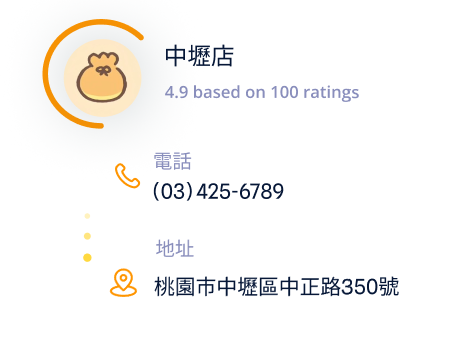 中壢店
4.9 based on 100 ratings
電話
(03) 425-6789
地址
桃園市中壢區中正路350號